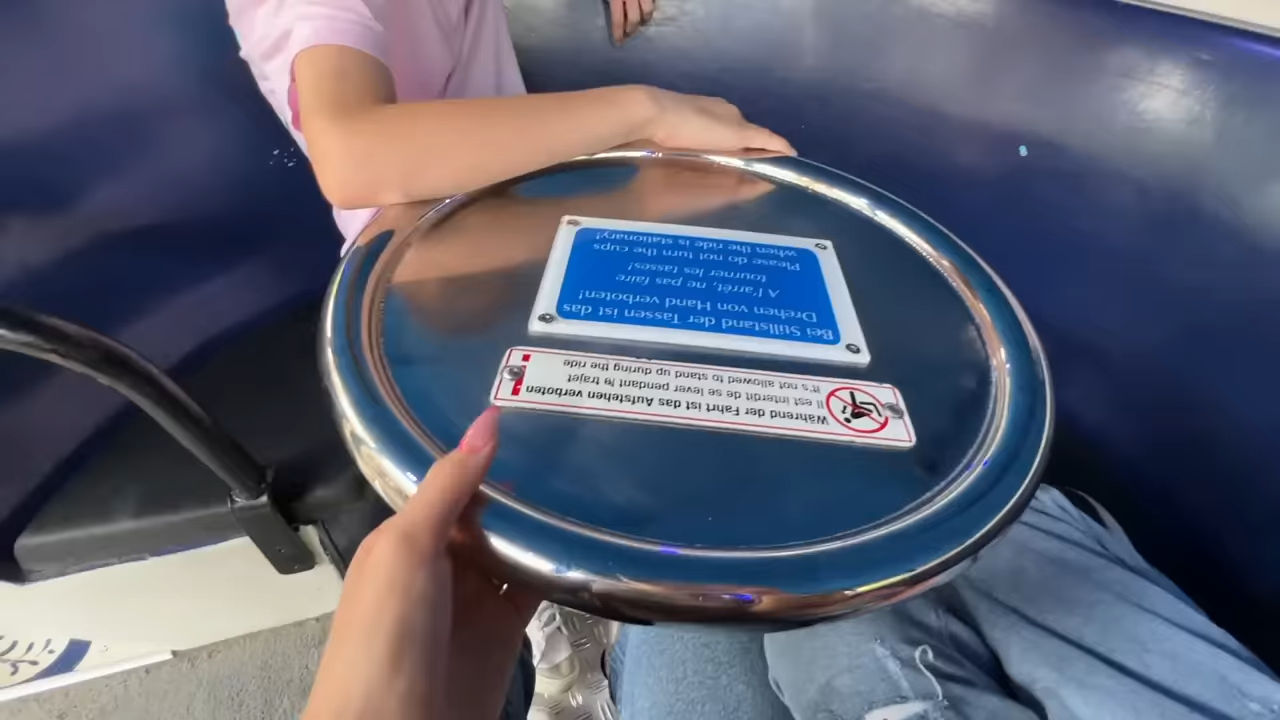 Bei Stillstand der Tassen ist das
Drehen von Hand verboten!
A l'arrêt, ne pas faire
tourner les tasses!
Please do not turn the cups
when the ride is stationary!
Während der Fahrt ist das Aufstehen verboten
Il est interdit de se lever pendant le trajet
It's not allowed to stand up during the ride